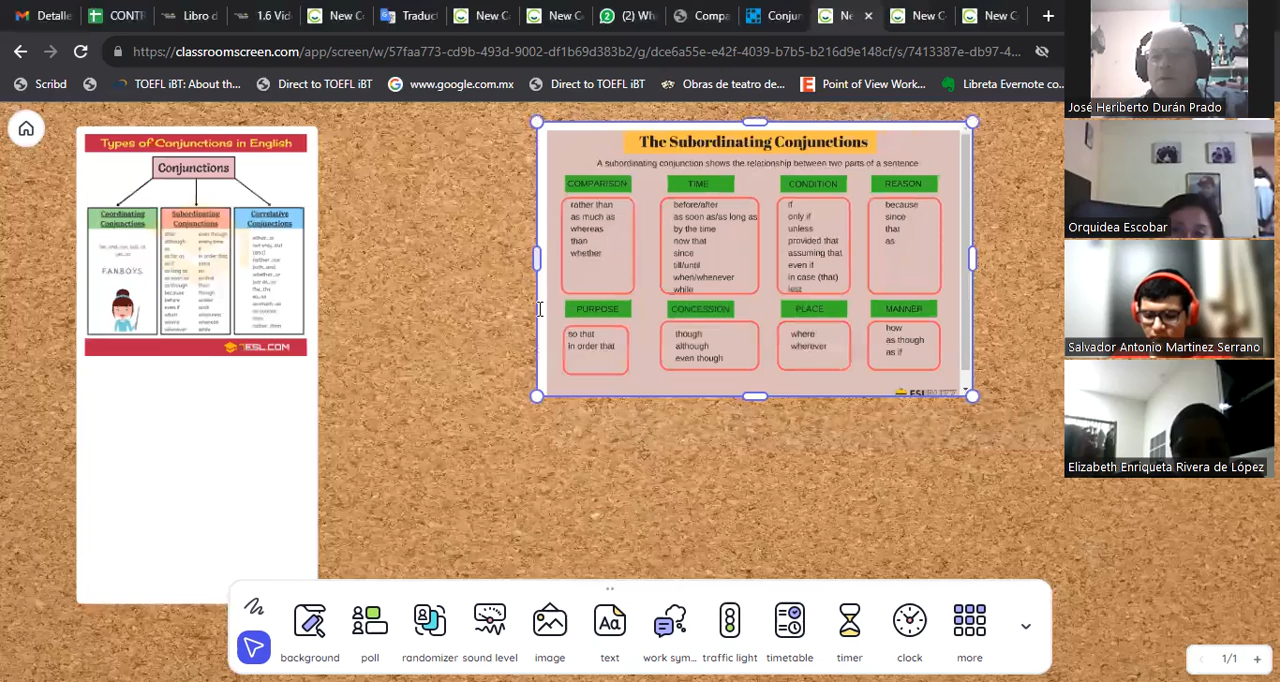 Detalle
CONTI
Libro d
1.6 Vid
New C
Traduc
New C
New C
(2) Wh
Compa
Conjur
Ne
New C
New C
https://classroomscreen.com/app/screen/w/57faa773-cd9b-493d-9002-df1b69d383b2/g/dce6a55e-e42f-4039-b7b5-b216d9e148cf/s/7413387e-db97-4...
Scribd
TOEFL iBT: About th...
Direct to TOEFL iBT
www.google.com.mx
Direct to TOEFL iBT
Obras de teatro de...
Point of View Work...
Libreta Evernote co...
José Heriberto Durán Prado
Orquidea Escobar
Salvador Antonio Martinez Serrano
Elizabeth Enriqueta Rivera de López
Types of Conjunctions in English
Conjunctions
Coordinating
Conjunctions
Subordinating
Conjunctions
Correlative
Conjunctions
FANBOYS
7ESL.COM
The Subordinating Conjunctions
A subordinating conjunction shows the relationship between two parts of a sentence
COMPARISON
rather than
as much as
whereas
than
whether
TIME
before/after
as soon as/as long as
by the time
now that
since
till/until
when/whenever
while
CONDITION
if
only if
unless
provided that
assuming that
even if
in case (that)
lest
REASON
because
since
that
as
PURPOSE
so that
in order that
CONCESSION
though
although
even though
PLACE
where
wherever
MANNER
how
as though
as if
background
poll
randomizer
sound level
image
text
work sym...
traffic light
timetable
timer
clock
more
1/1